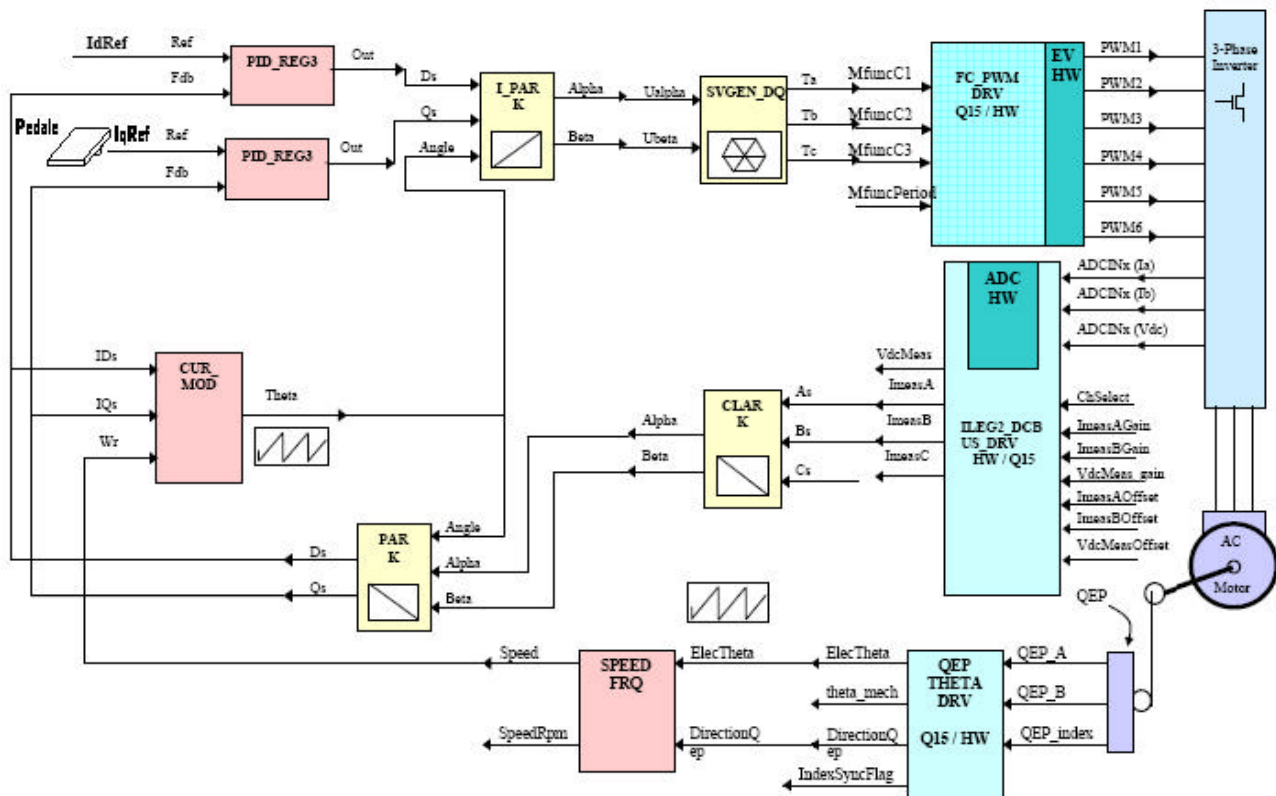 IdRef
Ref
Fdb
PID_REG3
Out
Pedale
IqRef
Ref
Fdb
PID_REG3
Out
Ds
Qs
Angle
I_PAR
K
Alpha
Beta
Ualpha
Ubeta
SVGEN_DQ
Ta
Tb
Tc
MfuncC1
MfuncC2
MfuncC3
MfuncPeriod
FC_PWM
DRV
Q15 / HW
EV
HW
PWM1
PWM2
PWM3
PWM4
PWM5
PWM6
3-Phase
Inverter
ADCINx (Ia)
ADCINx (Ib)
ADCINx (Vdc)
ADC
HW
ILEG2_DCB
US_DRV
HW / Q15
ChSelect
ImeasAGain
ImeasBGain
VdcMeas_gain
ImeasAOffset
ImeasBOffset
VdcMeasOffset
VdcMeas
ImeasA
ImeasB
ImeasC
As
Bs
Cs
CLAR
K
Alpha
Beta
IDs
IQs
Wr
CUR_
MOD
Theta
Angle
Alpha
Beta
PAR
K
Ds
Qs
AC
Motor
QEP
QEP_A
QEP_B
QEP_index
QEP
THETA
DRV
Q15 / HW
ElecTheta
theta_mech
DirectionQ
ep
IndexSyncFlag
ElecTheta
DirectionQ
ep
SPEED
FRQ
Speed
SpeedRpm